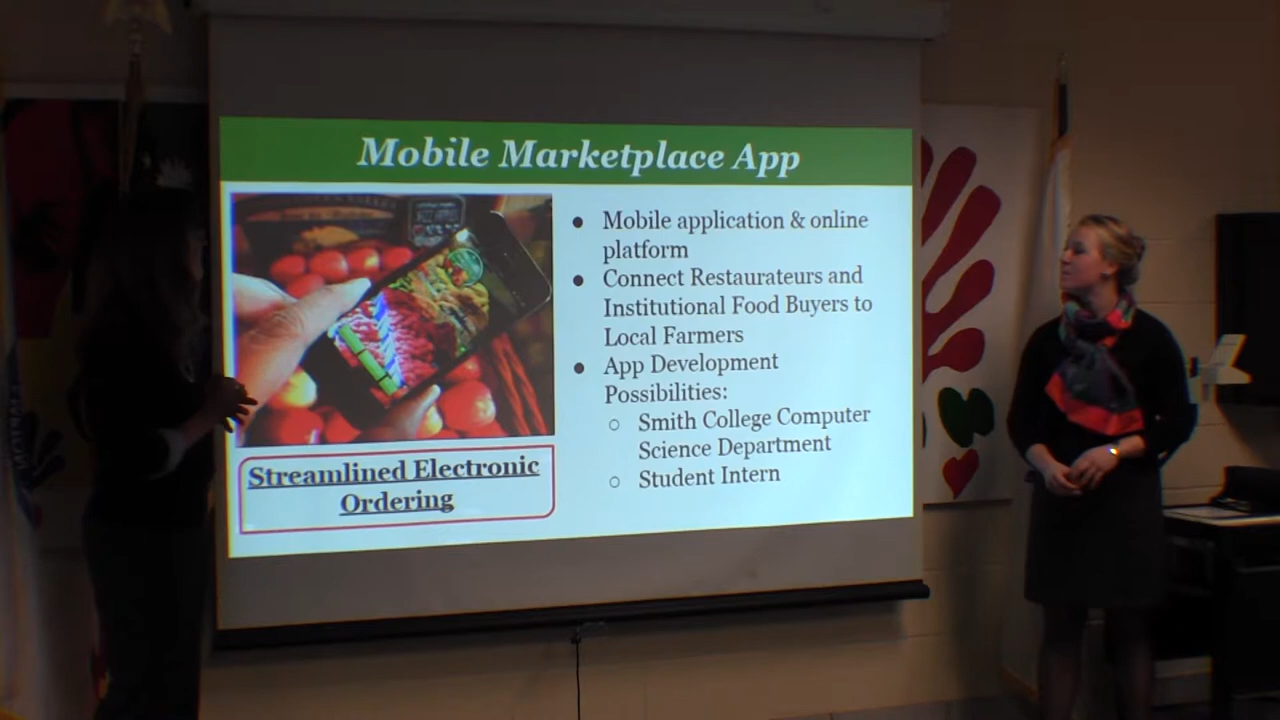 Mobile Marketplace App
● Mobile application & online
platform
● Connect Restaurateurs and
Institutional Food Buyers to
Local Farmers
● App Development
Possibilities:
○ Smith College Computer
Science Department
○ Student Intern
Streamlined Electronic
Ordering